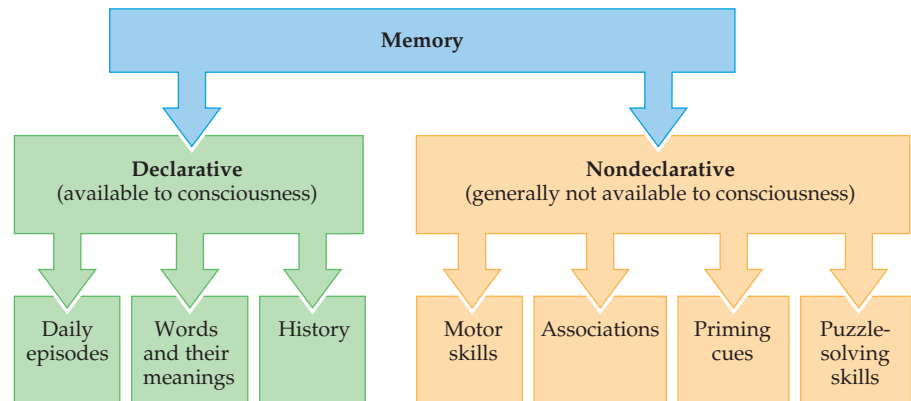 Memory
Declarative
(available to consciousness)
Nondeclarative
(generally not available to consciousness)
Daily
episodes
Words
and their
meanings
History
Motor
skills
Associations
Priming
cues
Puzzle-
solving
skills